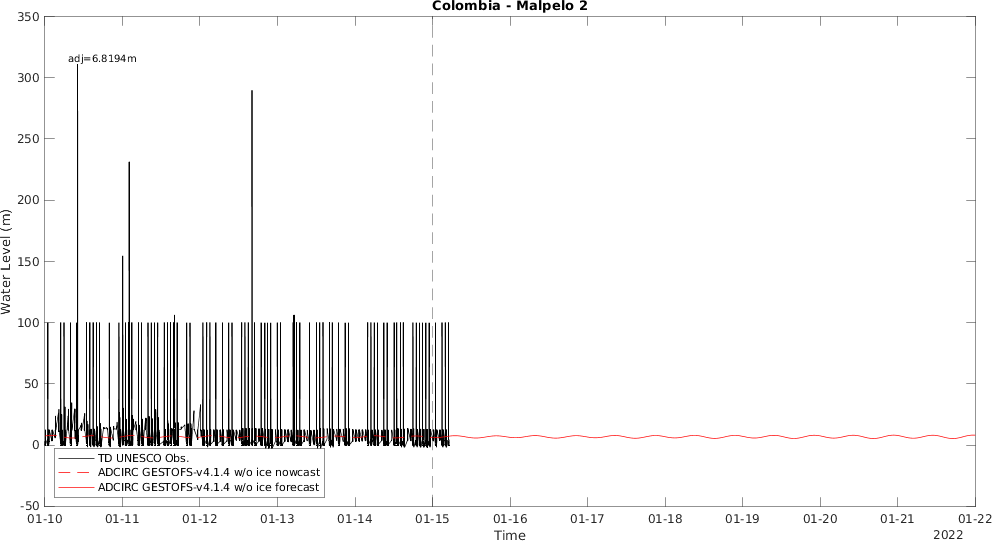 Colombia - Malpelo 2
350
adj=6.8194m
300
250
200
150
100
50
0
-50
Water Level (m)
TD UNESCO Obs.
ADCIRC GESTOFS-v4.1.4 w/o ice nowcast
ADCIRC GESTOFS-v4.1.4 w/o ice forecast
01-10 01-11 01-12 01-13 01-14 01-15 01-16 01-17 01-18 01-19 01-20 01-21 01-22
Time
2022